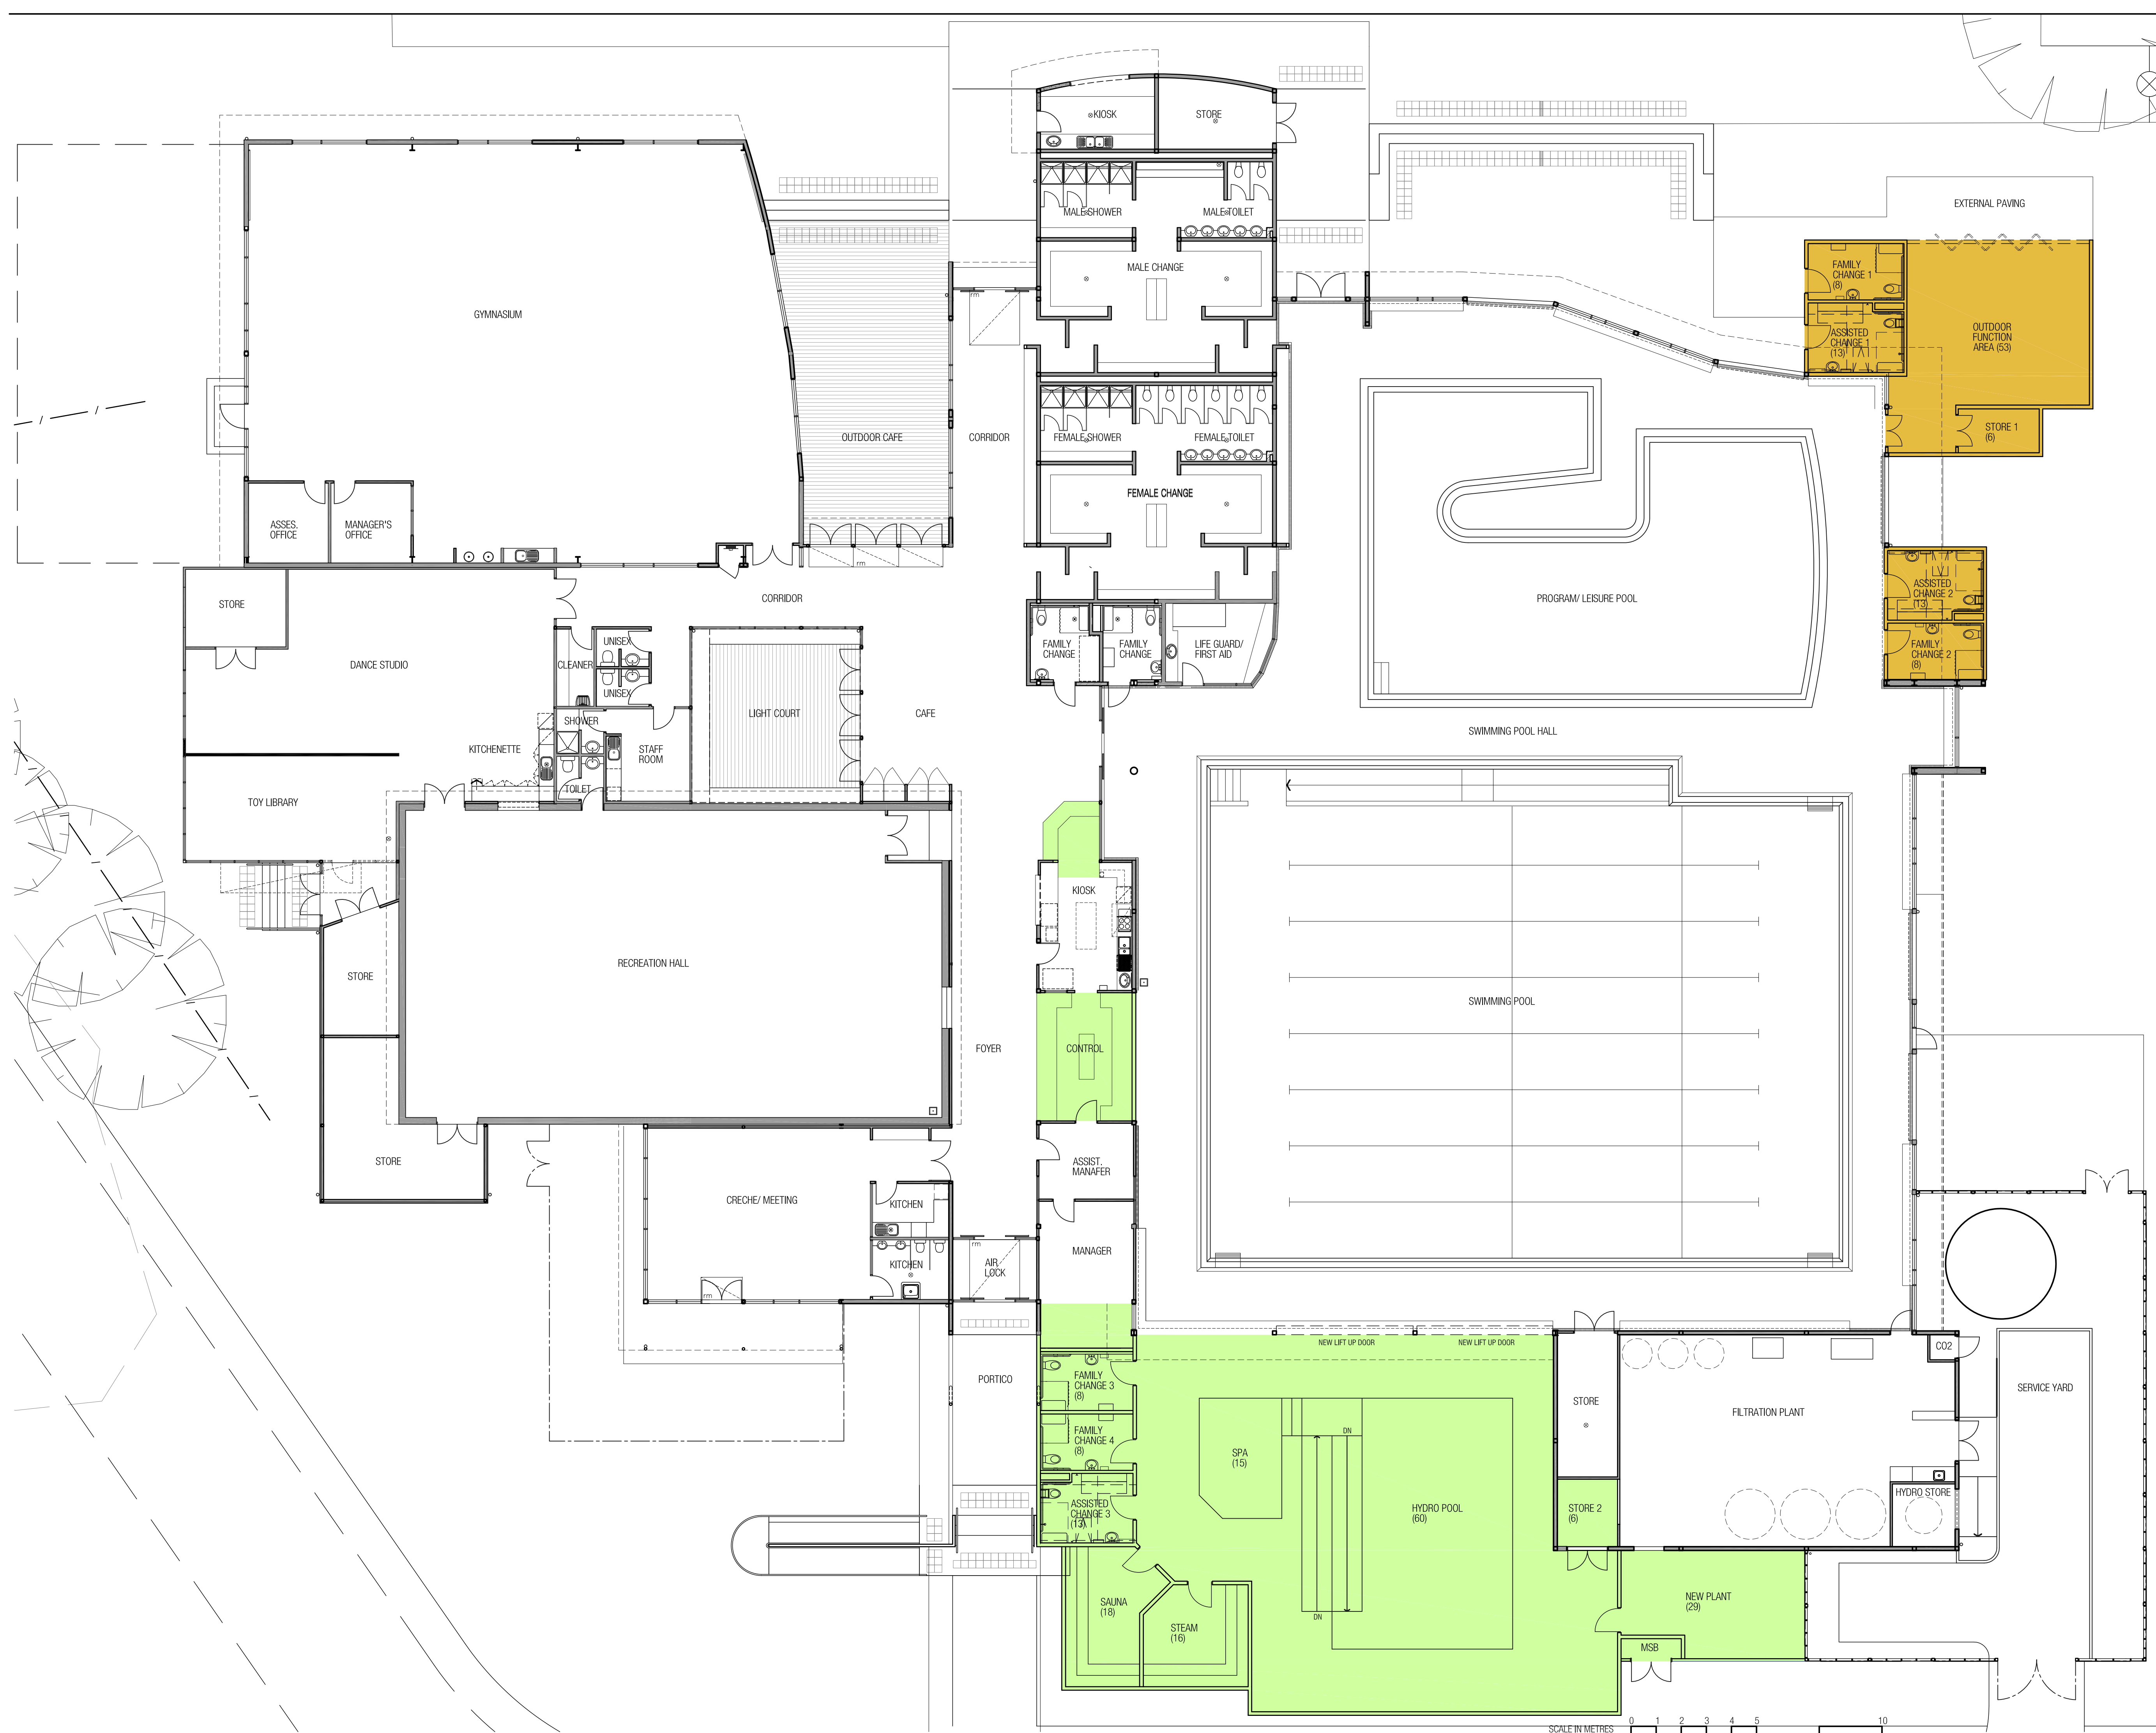 KIOSK
STORE
MALE SHOWER
MALE TOILET
EXTERNAL PAVING
FAMILY
CHANGE 1
(8)
MALE CHANGE
rm
GYMNASIUM
ASSISTED
CHANGE 1
(13)
OUTDOOR
FUNCTION
AREA (53)
OUTDOOR CAFE
CORRIDOR
FEMALE SHOWER
FEMALE TOILET
STORE 1
(6)
FEMALE CHANGE
ASSES.
OFFICE
MANAGER'S
OFFICE
rm
ASSISTED
CHANGE 2
(13)
STORE
CORRIDOR
PROGRAM/ LEISURE POOL
UNISEX
FAMILY
CHANGE
FAMILY
CHANGE
LIFE GUARD/
FIRST AID
FAMILY
CHANGE 2
(8)
DANCE STUDIO
CLEANER
UNISEX
LIGHT COURT
CAFE
SHOWER
SWIMMING POOL HALL
KITCHENETTE
STAFF
ROOM
TOILET
TOY LIBRARY
KIOSK
RECREATION HALL
STORE
SWIMMING POOL
FOYER
CONTROL
STORE
ASSIST.
MANAFER
CRECHE/ MEETING
KITCHEN
rm
MANAGER
KITCHEN
AIR
LOCK
rm
NEW LIFT UP DOOR
NEW LIFT UP DOOR
CO2
PORTICO
FAMILY
CHANGE 3
(8)
SERVICE YARD
STORE
FILTRATION PLANT
FAMILY
CHANGE 4
(8)
DN
SPA
(15)
HYDRO STORE
ASSISTED
CHANGE 3
(13)
HYDRO POOL
(60)
STORE 2
(6)
SAUNA
(18)
NEW PLANT
(29)
DN
STEAM
(16)
MSB
SCALE IN METRES
0 1 2 3 4 5 10